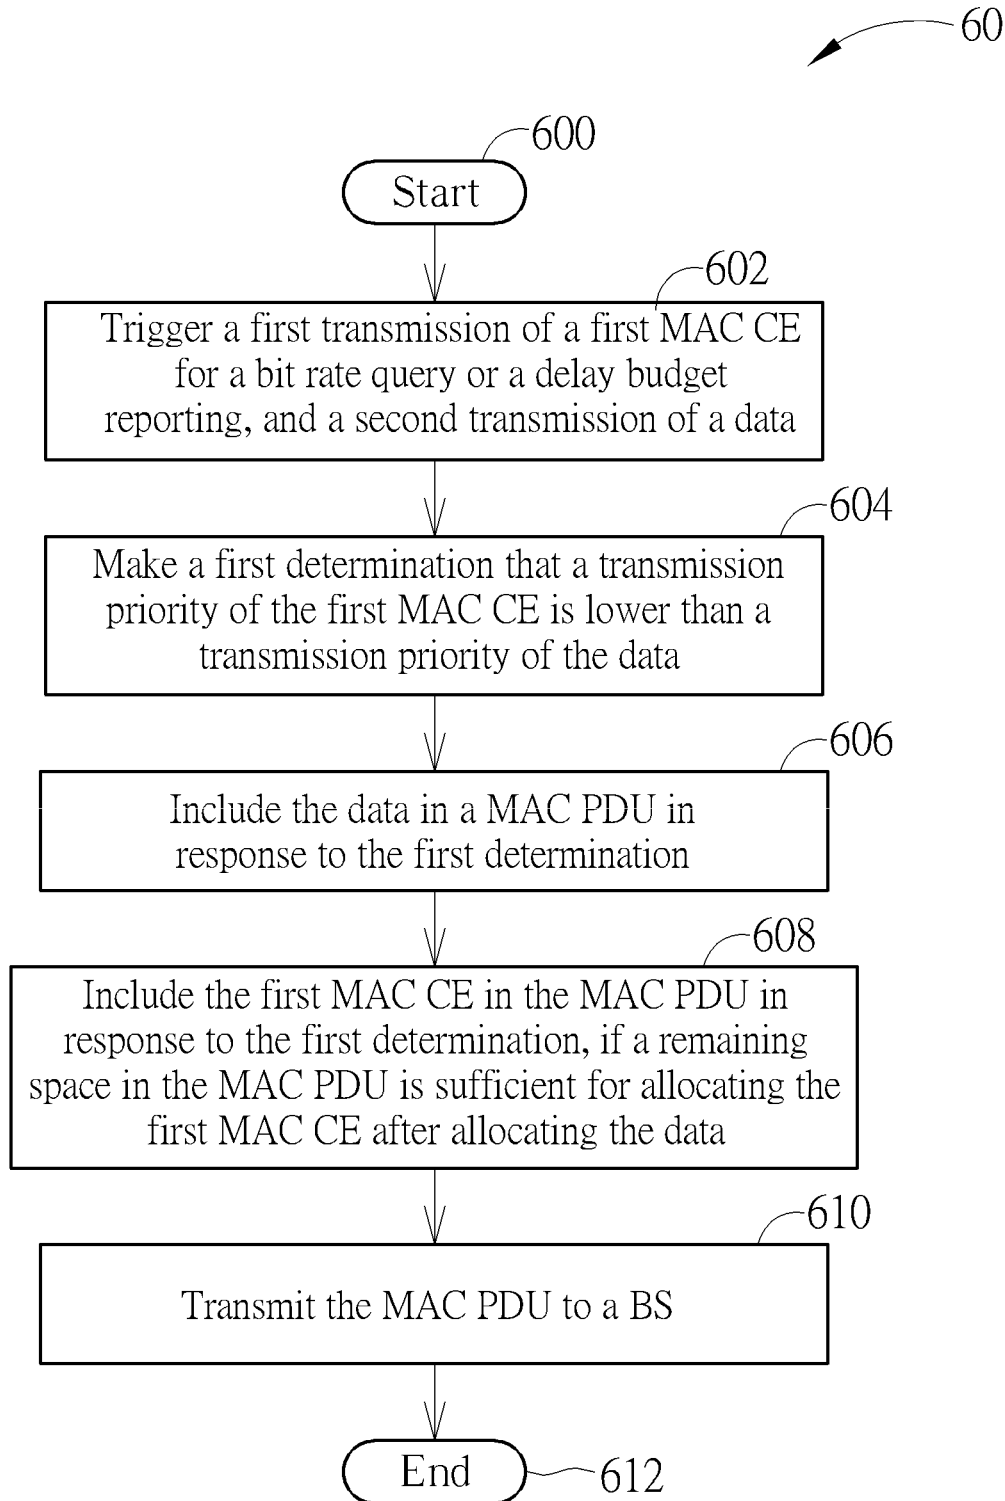 60
600
Start
602
Trigger a first transmission of a first MAC CE
for a bit rate query or a delay budget
reporting, and a second transmission of a data
604
Make a first determination that a transmission
priority of the first MAC CE is lower than a
transmission priority of the data
606
Include the data in a MAC PDU in
response to the first determination
608
Include the first MAC CE in the MAC PDU in
response to the first determination, if a remaining
space in the MAC PDU is sufficient for allocating the
first MAC CE after allocating the data
610
Transmit the MAC PDU to a BS
End
612